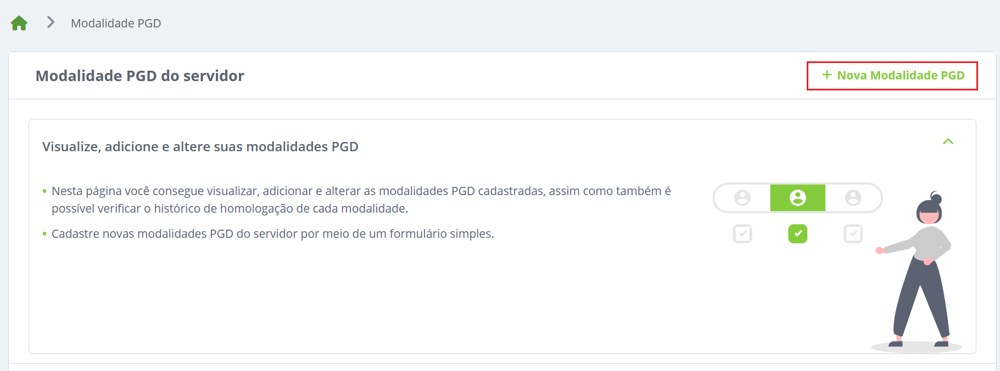 Modalidade PGD
Modalidade PGD do servidor
+ Nova Modalidade PGD
Visualize, adicione e altere suas modalidades PGD
• Nesta página você consegue visualizar, adicionar e alterar as modalidades PGD cadastradas, assim como também é
possível verificar o histórico de homologação de cada modalidade.
• Cadastre novas modalidades PGD do servidor por meio de um formulário simples.